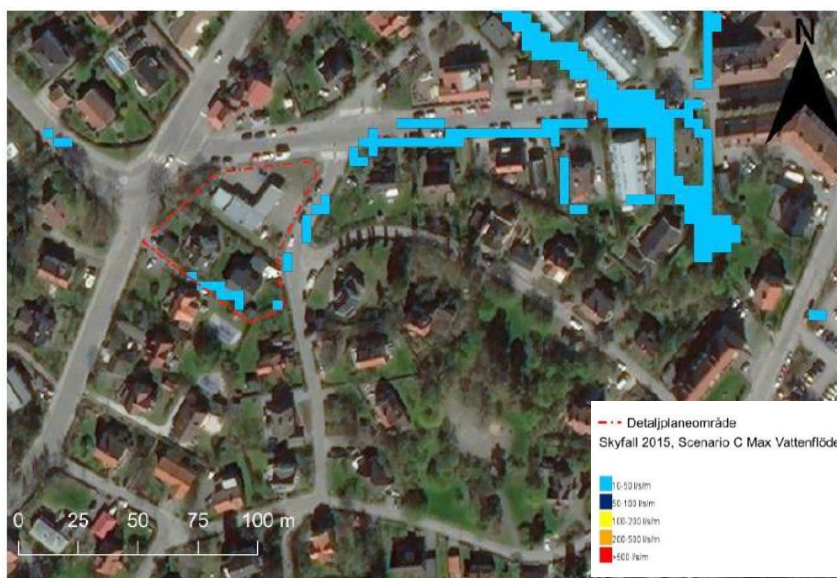 N
Detaljplaneområde
Skyfall 2015, Scenario C Max Vattenflöde
10-50 l/s/m
50-100 l/s/m
100-200 l/s/m
200-500 l/s/m
>500 l/s/m
0 25 50 75 100 m